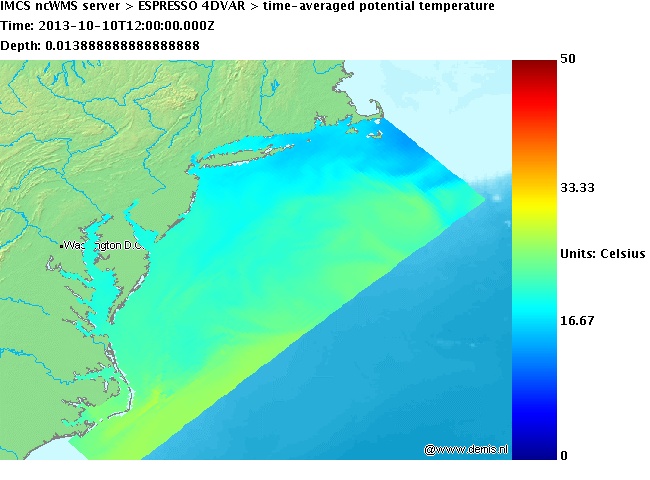 IMCS ncWMS server > ESPRESSO 4DVAR > time-averaged potential temperature
Time: 2013-10-10T12:00:00.000Z
Depth: 0.013888888888888888
50
33.33
Units: Celsius
16.67
0
Washington D.C.
@www.demis.nl